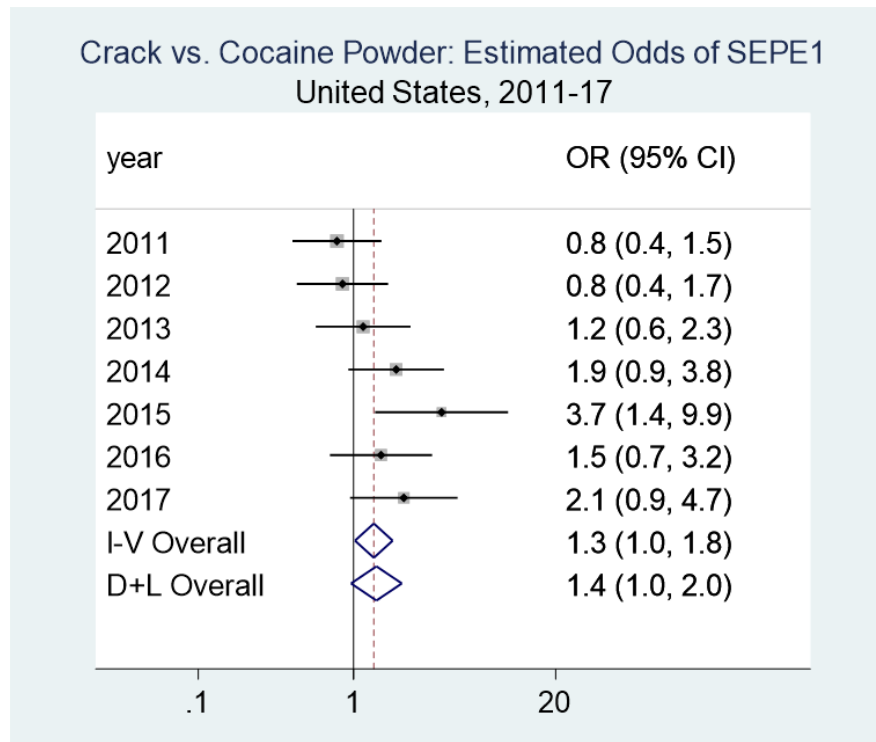 Crack vs. Cocaine Powder: Estimated Odds of SEPE1
United States, 2011-17
year OR (95% CI)
2011 0.8 (0.4, 1.5)
2012 0.8 (0.4, 1.7)
2013 1.2 (0.6, 2.3)
2014 1.9 (0.9, 3.8)
2015 3.7 (1.4, 9.9)
2016 1.5 (0.7, 3.2)
2017 2.1 (0.9, 4.7)
I-V Overall 1.3 (1.0, 1.8)
D+L Overall 1.4 (1.0, 2.0)
.1 1 20